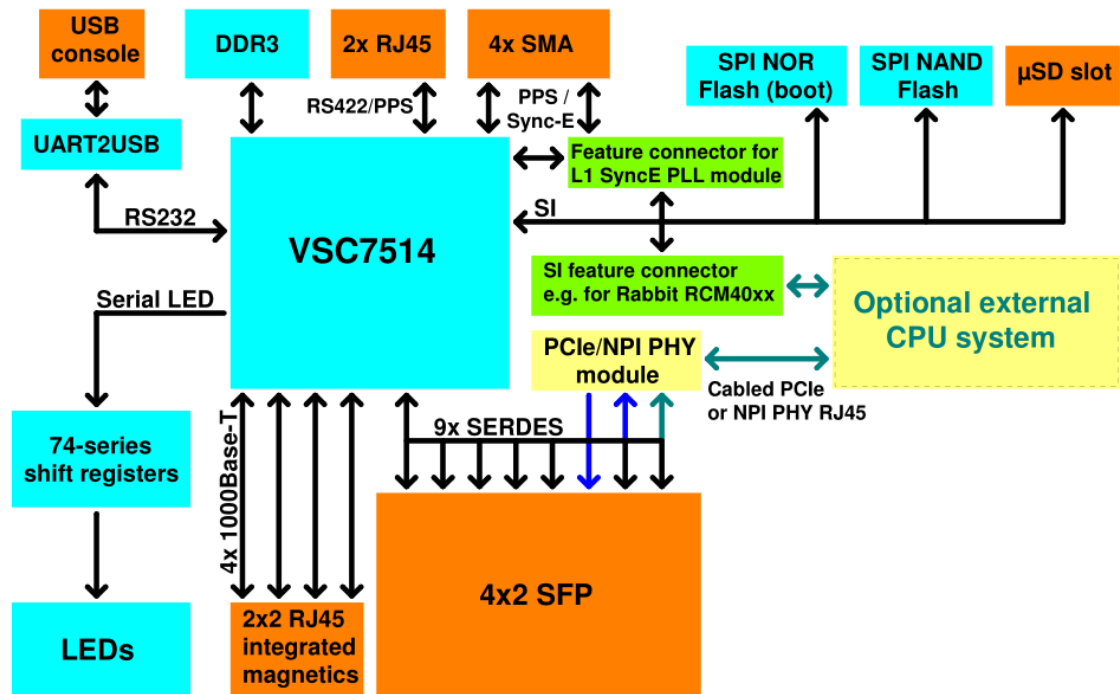 USB
console
DDR3
2x RJ45
4x SMA
SPI NOR
Flash (boot)
SPI NAND
Flash
µSD slot
RS422/PPS
PPS /
Sync-E
UART2USB
Feature connector for
L1 SyncE PLL module
RS232
SI
VSC7514
SI feature connector
e.g. for Rabbit RCM40xx
Optional external
CPU system
Serial LED
PCIe/NPI PHY
module
Cabled PCIe
or NPI PHY RJ45
9x SERDES
4x 1000Base-T
74-series
shift registers
4x2 SFP
LEDs
2x2 RJ45
integrated
magnetics